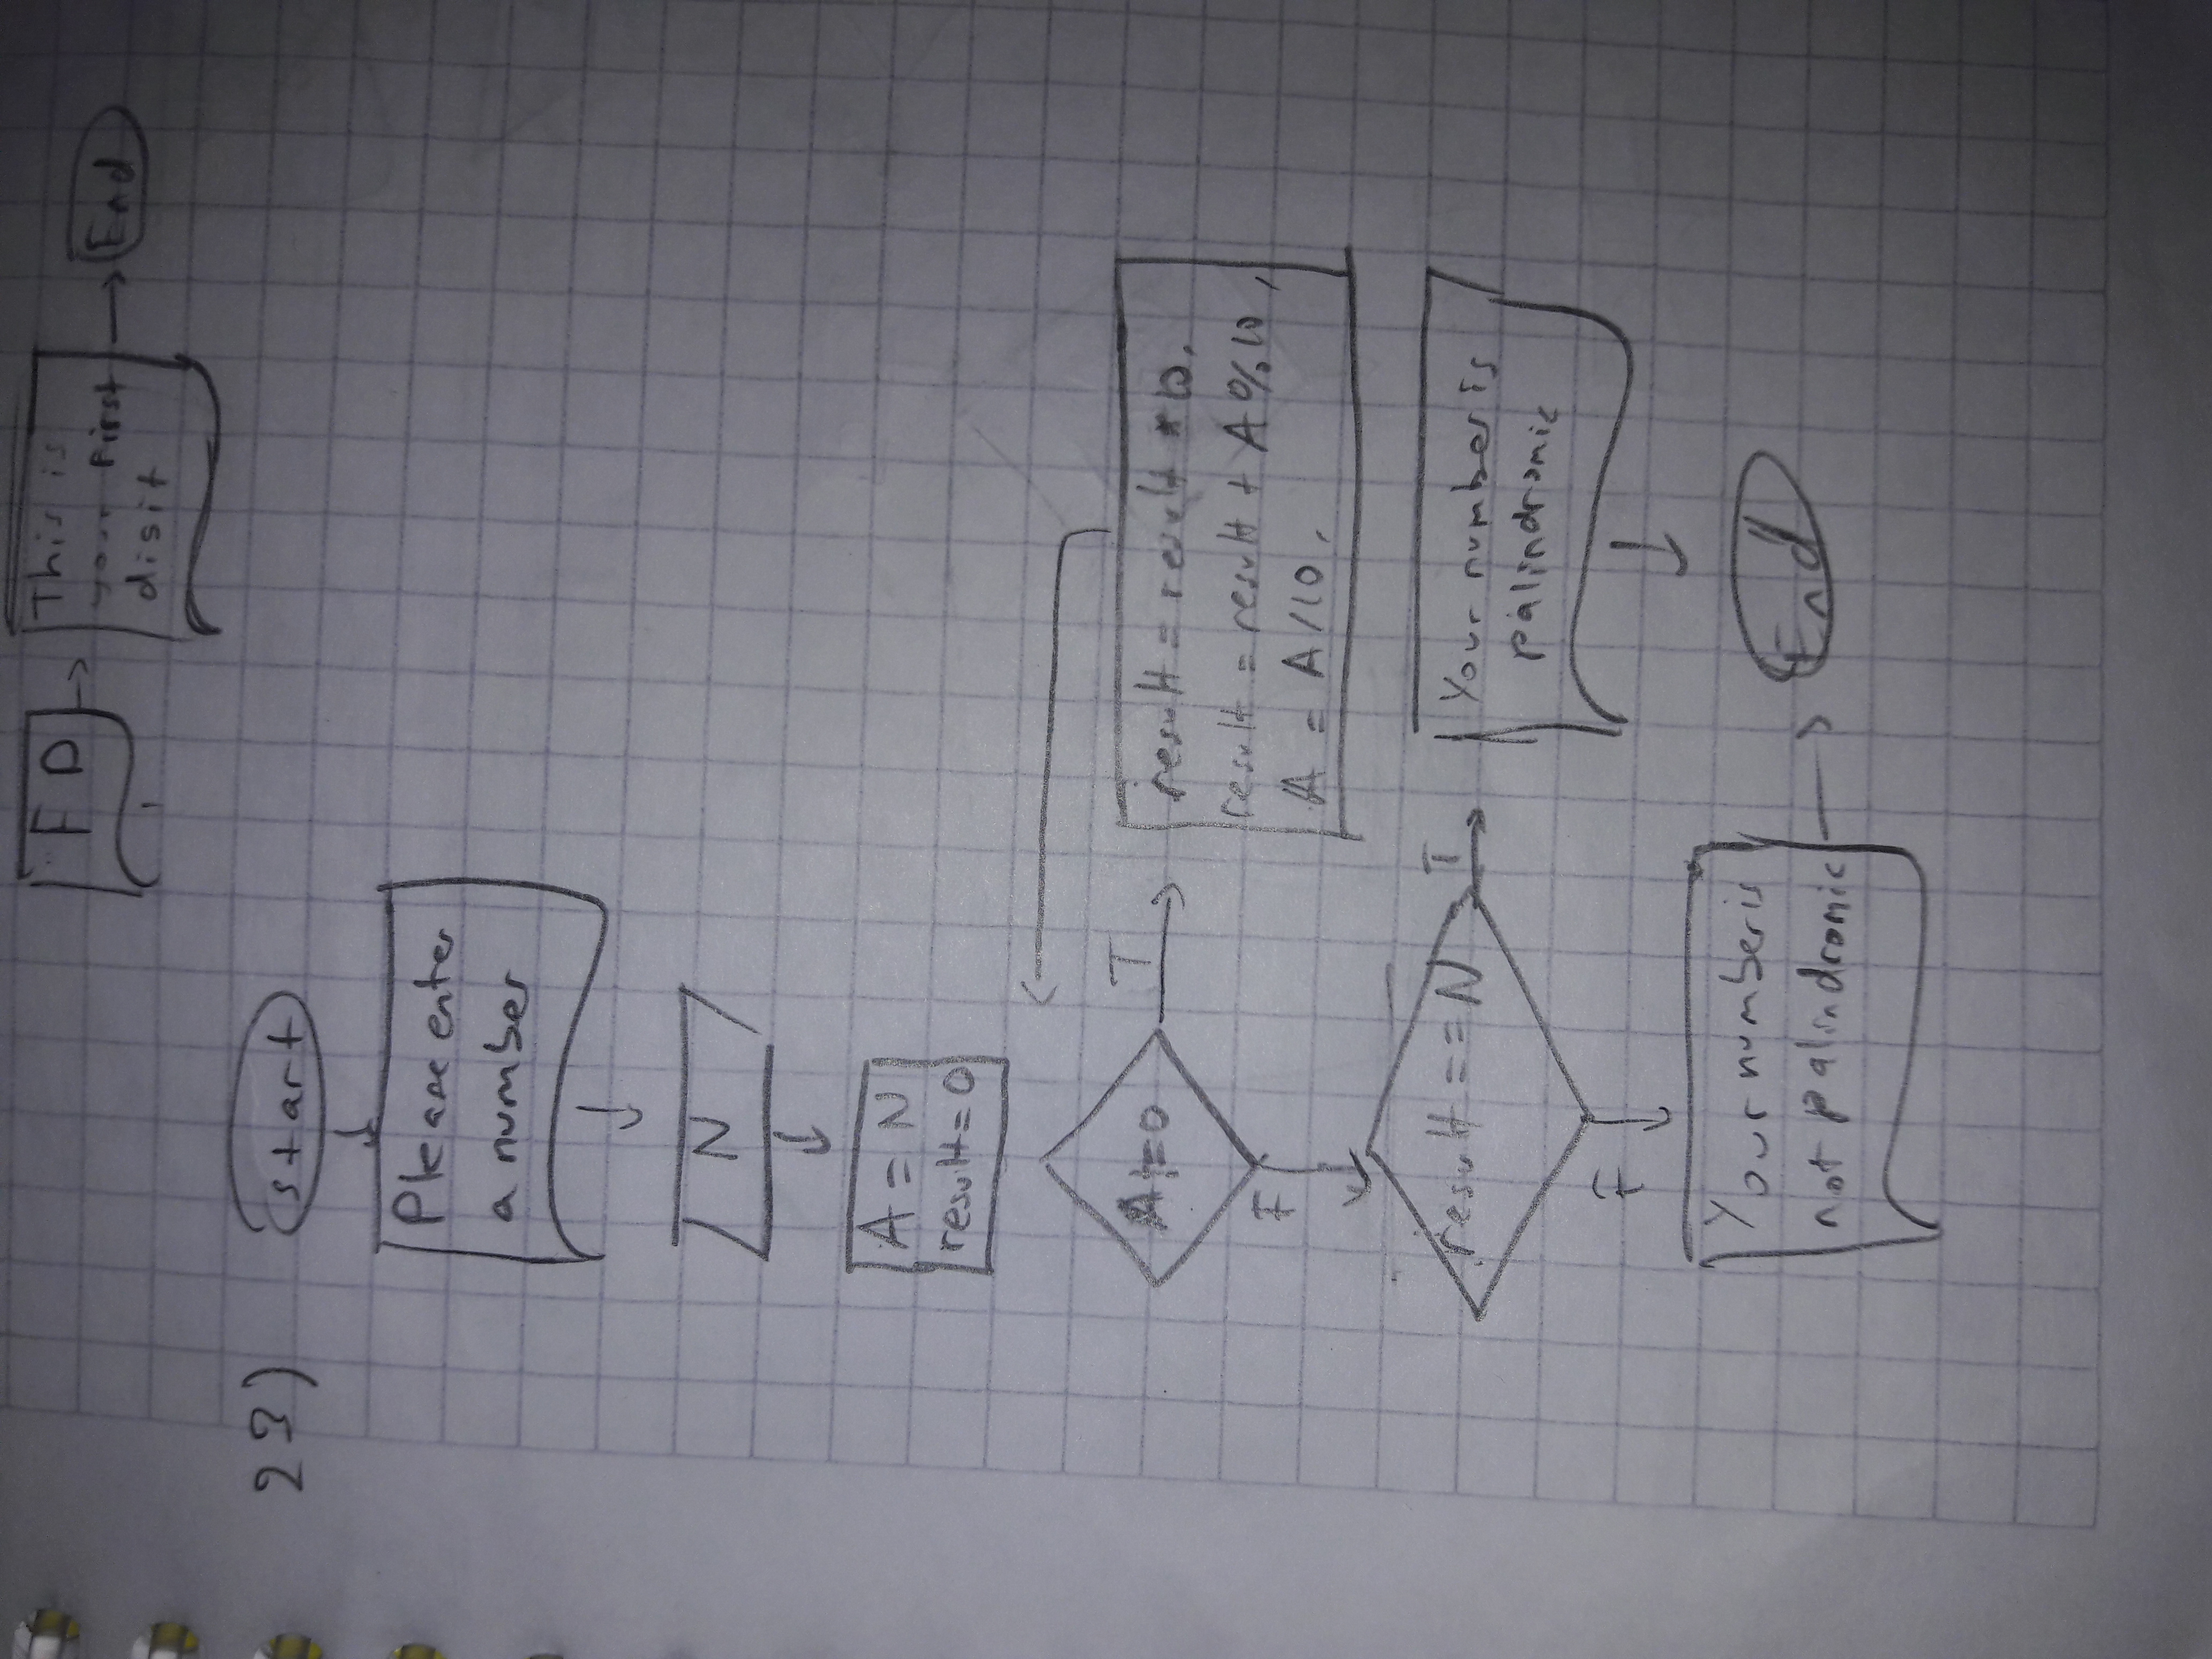 F D
This is
your first
disit
End
23)
start
Please enter
a number
N
A = N
result=0
A!=0
T
result = result *10,
result = result + A%10,
A = A/10,
F
result == N
T
Your number is
palindromic
F
Your number is
not palindromic
End